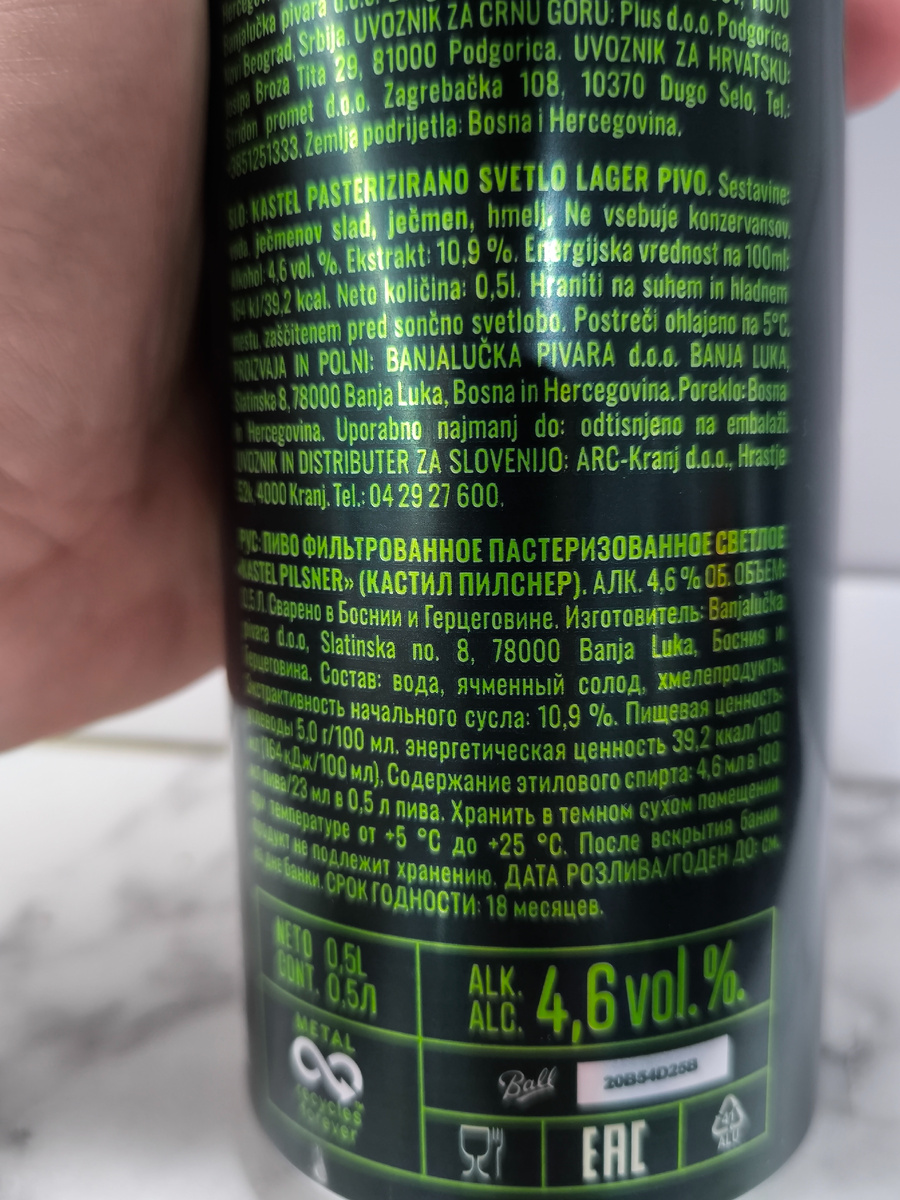 Banjalučka pivara d.o.o.
Novi Beograd, Srbija. UVOZNIK ZA CRNU GORU: Plus d.o.o. Podgorica,
Josipa Broza Tita 29, 81000 Podgorica. UVOZNIK ZA HRVATSKU:
Stridon promet d.o.o. Zagrebačka 108, 10370 Dugo Selo, Tel.:
Zemlja podrijetla: Bosna i Hercegovina.
SLO: KASTEL PASTERIZIRANO SVETLO LAGER PIVO. Sestavine:
voda, ječmenov slad, ječmen, hmelj. Ne vsebuje konzervansov.
Alkohol: 4,6 vol. %. Ekstrakt: 10,9 %. Energijska vrednost na 100ml:
164 kJ/39,2 kcal. Neto količina: 0,5l. Hraniti na suhem in hladnem
mestu, zaščitenem pred sončno svetlobo. Postreči ohlajeno na 5°C.
PROIZVAJA IN POLNI: BANJALUČKA PIVARA d.o.o. BANJA LUKA,
Slatinska 8, 78000 Banja Luka, Bosna in Hercegovina. Poreklo: Bosna
in Hercegovina. Uporabno najmanj do: odtisnjeno na embalaži.
UVOZNIK IN DISTRIBUTER ZA SLOVENIJO: ARC-Kranj d.o.o., Hrastje
52k, 4000 Kranj. Tel.: 04 29 27 600.
РУС: ПИВО ФИЛЬТРОВАННОЕ ПАСТЕРИЗОВАННОЕ СВЕТЛОЕ
«KASTEL PILSNER» (КАСТИЛ ПИЛСНЕР). АЛК. 4,6 % ОБ. ОБЪЕМ:
0,5 Л. Сварено в Боснии и Герцеговине. Изготовитель: Banjalučka
pivara d.o.o, Slatinska no. 8, 78000 Banja Luka, Босния и
Герцеговина. Состав: вода, ячменный солод, хмелепродукты.
Экстрактивность начального сусла: 10,9 %. Пищевая ценность:
углеводы 5,0 г/100 мл. энергетическая ценность 39,2 ккал/100
мл (164 кДж/100 мл), Содержание этилового спирта: 4,6 мл в 100
мл пива/23 мл в 0,5 л пива. Хранить в темном сухом помещении
при температуре от +5 °C до +25 °C. После вскрытия банки
продукт не подлежит хранению. ДАТА РОЗЛИВА/ГОДЕН ДО: см.
на дне банки. СРОК ГОДНОСТИ: 18 месяцев.
NETO 0,5L
CONT. 0.5Л
ALK.
ALC. 4,6 vol.%.
METAL
recycles
forever
Ball
20B54D25B
EAC
41
ALU